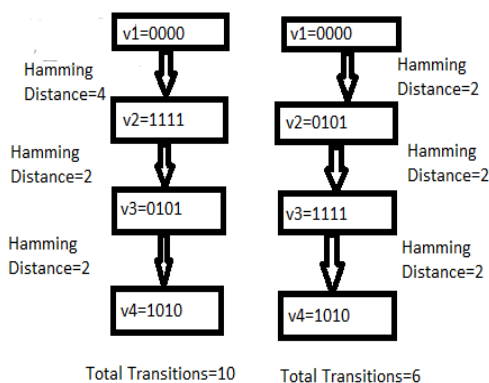 v1=0000
Hamming
Distance=4
v2=1111
Hamming
Distance=2
v3=0101
Hamming
Distance=2
v4=1010
Total Transitions=10
v1=0000
Hamming
Distance=2
v2=0101
Hamming
Distance=2
v3=1111
Hamming
Distance=2
v4=1010
Total Transitions=6